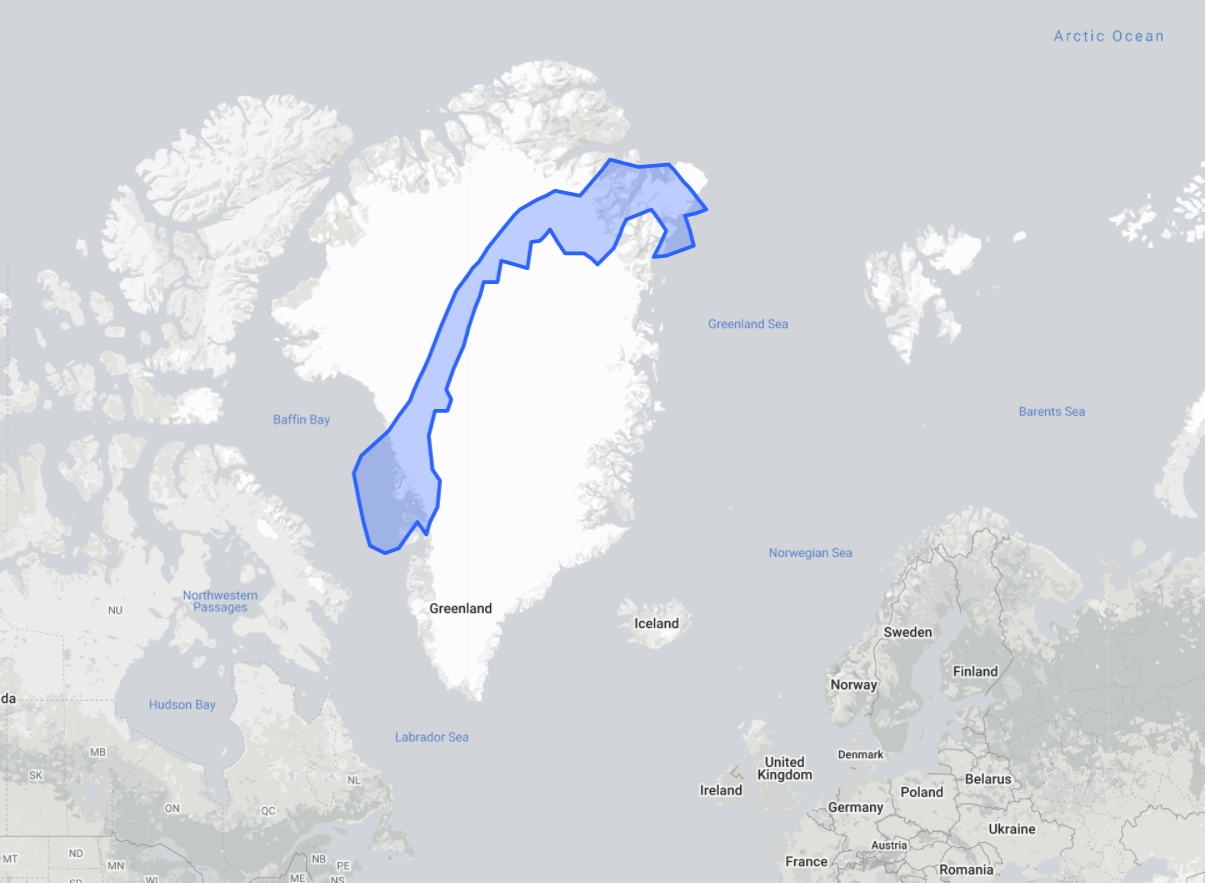 Arctic Ocean
Greenland Sea
Baffin Bay
Barents Sea
Norwegian Sea
Northwestern
Passages
NU
Greenland
Iceland
Sweden
Finland
Norway
da
Hudson Bay
Labrador Sea
MB
SK
NL
ON
QC
Denmark
United
Kingdom
Ireland
Belarus
Poland
Germany
Ukraine
Austria
France
Romania
MT
ND
MN
NB
PE
ME
NS
WI
SD